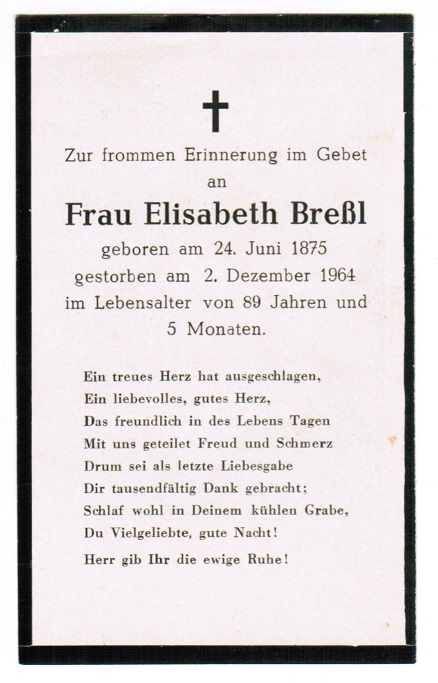 Zur frommen Erinnerung im Gebet
an
Frau Elisabeth Breßl
geboren am 24. Juni 1875
gestorben am 2. Dezember 1964
im Lebensalter von 89 Jahren und
5 Monaten.
Ein treues Herz hat ausgeschlagen,
Ein liebevolles, gutes Herz,
Das freundlich in des Lebens Tagen
Mit uns geteilet Freud und Schmerz
Drum sei als letzte Liebesgabe
Dir tausendfältig Dank gebracht;
Schlaf wohl in Deinem kühlen Grabe,
Du Vielgeliebte, gute Nacht!
Herr gib Ihr die ewige Ruhe!